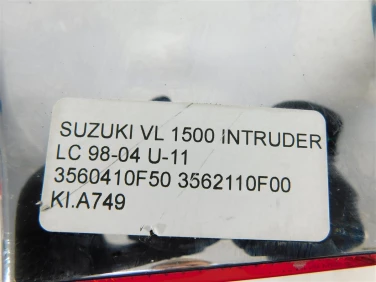 SUZUKI VL 1500 INTRUDER
LC 98-04 U-11
3560410F50 3562110F00
KI.A749